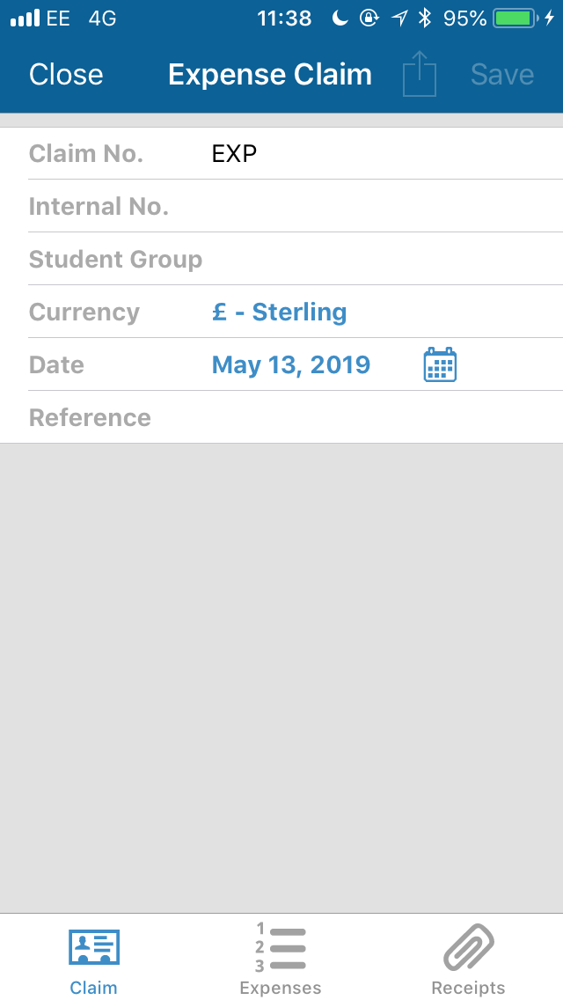 EE 4G 11:38 95%
Close Expense Claim Save
Claim No. EXP
Internal No.
Student Group
Currency £ - Sterling
Date May 13, 2019
Reference
1
2
3
Claim Expenses Receipts